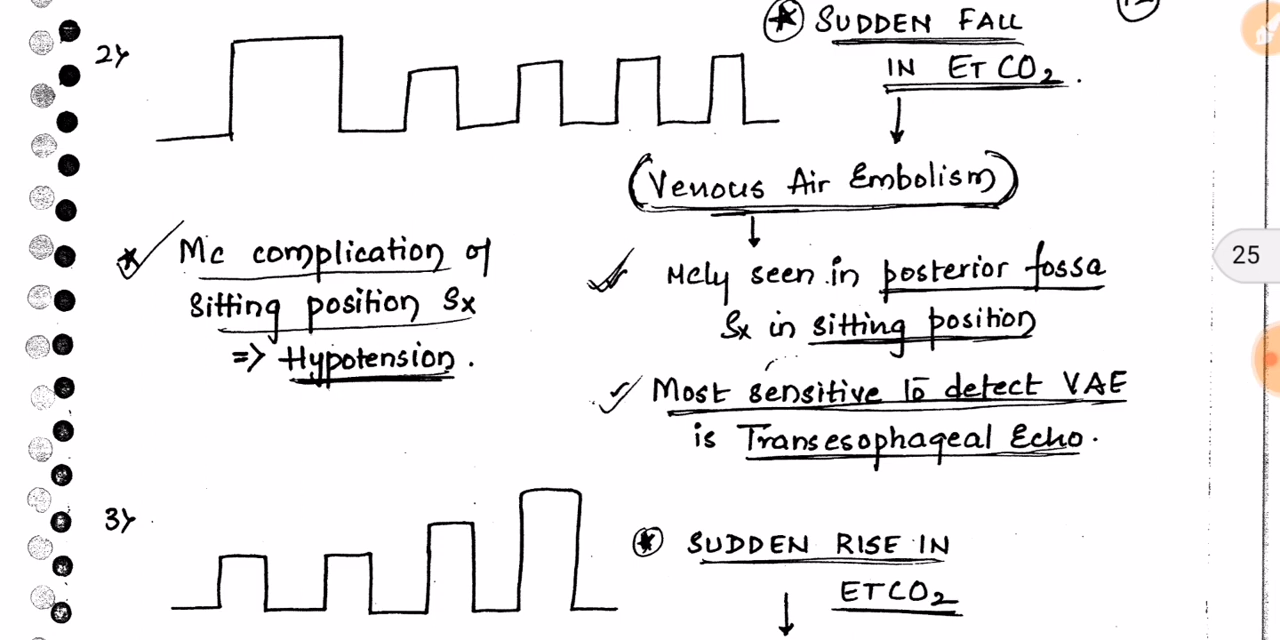 2)
SUDDEN FALL
IN ETCO₂.
(Venous Air Embolism)
Mc complication of
Sitting position Sx
=> Hypotension.
Mcly seen in posterior fossa
Sx in sitting position
Most sensitive to detect VAE
is Transesophageal Echo.
25
3)
SUDDEN RISE IN
ETCO₂